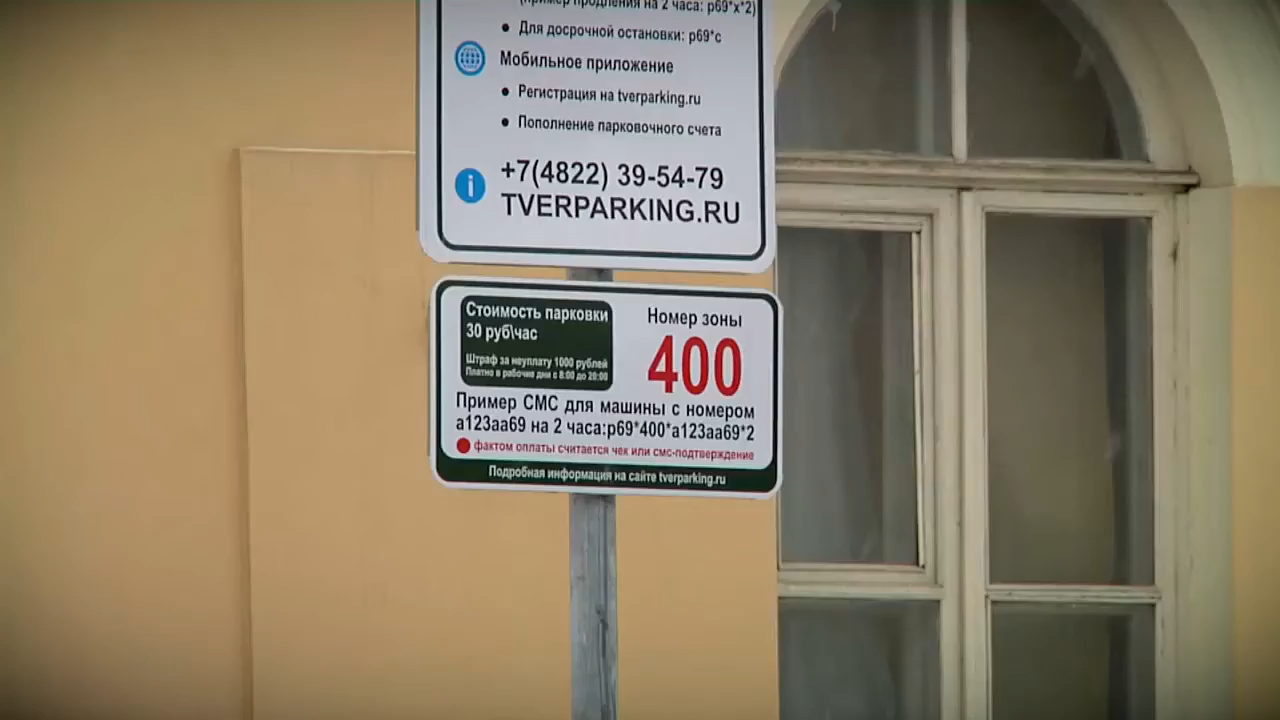 (пример продления на 2 часа: р69*х*2)
● Для досрочной остановки: р69*с
Мобильное приложение
● Регистрация на tverparking.ru
● Пополнение парковочного счета
+7(4822) 39-54-79
TVERPARKING.RU
Стоимость парковки
30 руб\час
Штраф за неуплату 1000 рублей
Платно в рабочие дни с 8:00 до 20:00
Номер зоны
400
Пример СМС для машины с номером
а123аа69 на 2 часа:р69*400*а123аа69*2
фактом оплаты считается чек или смс-подтверждение
Подробная информация на сайте tverparking.ru